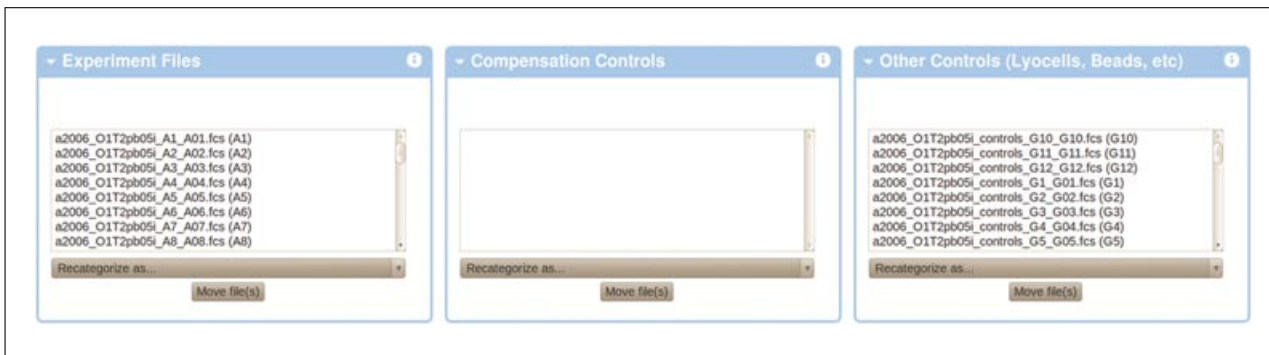 Experiment Files
a2006_O1T2pb05i_A1_A01.fcs (A1)
a2006_O1T2pb05i_A2_A02.fcs (A2)
a2006_O1T2pb05i_A3_A03.fcs (A3)
a2006_O1T2pb05i_A4_A04.fcs (A4)
a2006_O1T2pb05i_A5_A05.fcs (A5)
a2006_O1T2pb05i_A6_A06.fcs (A6)
a2006_O1T2pb05i_A7_A07.fcs (A7)
a2006_O1T2pb05i_A8_A08.fcs (A8)
Recategorize as...
Move file(s)
Compensation Controls
Recategorize as...
Move file(s)
Other Controls (Lyocells, Beads, etc)
a2006_O1T2pb05i_controls_G10_G10.fcs (G10)
a2006_O1T2pb05i_controls_G11_G11.fcs (G11)
a2006_O1T2pb05i_controls_G12_G12.fcs (G12)
a2006_O1T2pb05i_controls_G1_G01.fcs (G1)
a2006_O1T2pb05i_controls_G2_G02.fcs (G2)
a2006_O1T2pb05i_controls_G3_G03.fcs (G3)
a2006_O1T2pb05i_controls_G4_G04.fcs (G4)
a2006_O1T2pb05i_controls_G5_G05.fcs (G5)
Recategorize as...
Move file(s)